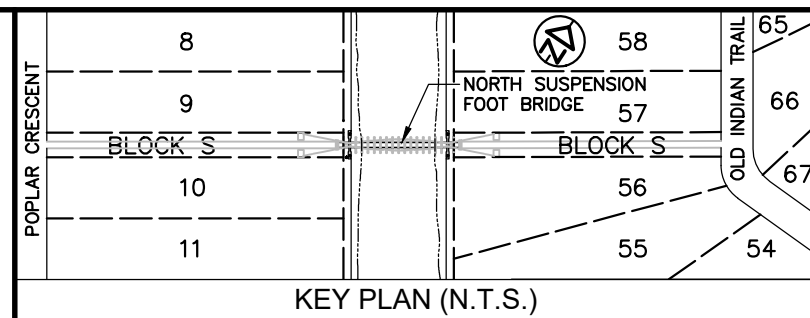 8
58
65
POPLAR CRESCENT
OLD INDIAN TRAIL
NORTH SUSPENSION
FOOT BRIDGE
9
57
66
BLOCK S
BLOCK S
67
10
56
11
55
54
KEY PLAN (N.T.S.)
N